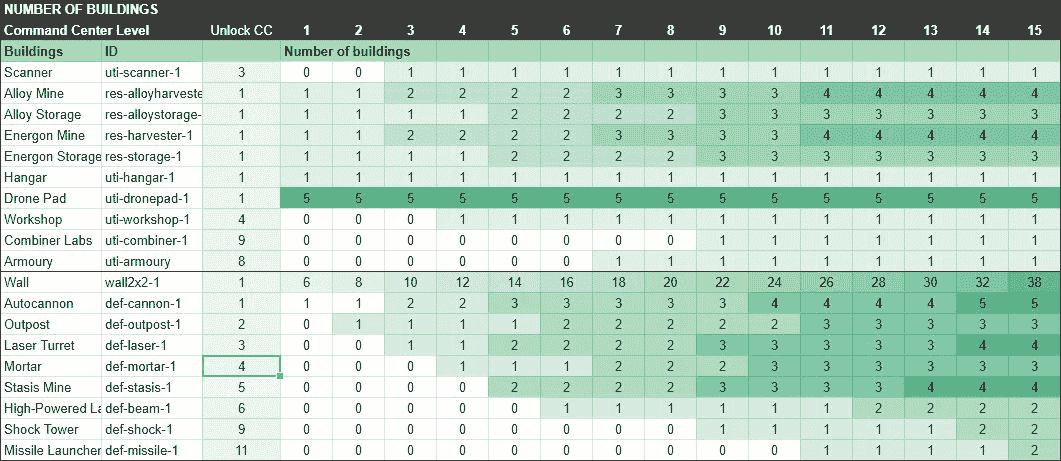 NUMBER OF BUILDINGS
Command Center Level Unlock CC 1 2 3 4 5 6 7 8 9 10 11 12 13 14 15
Buildings ID Number of buildings
Scanner uti-scanner-1 3 0 0 1 1 1 1 1 1 1 1 1 1 1 1 1
Alloy Mine res-alloyharveste 1 1 1 2 2 2 2 3 3 3 3 4 4 4 4 4
Alloy Storage res-alloystorage- 1 1 1 1 1 2 2 2 2 3 3 3 3 3 3 3
Energon Mine res-harvester-1 1 1 1 2 2 2 2 3 3 3 3 4 4 4 4 4
Energon Storage res-storage-1 1 1 1 1 1 2 2 2 2 3 3 3 3 3 3 3
Hangar uti-hangar-1 1 1 1 1 1 1 1 1 1 1 1 1 1 1 1 1
Drone Pad uti-dronepad-1 1 5 5 5 5 5 5 5 5 5 5 5 5 5 5 5
Workshop uti-workshop-1 4 0 0 0 1 1 1 1 1 1 1 1 1 1 1 1
Combiner Labs uti-combiner-1 9 0 0 0 0 0 0 0 0 1 1 1 1 1 1 1
Armoury uti-armoury 8 0 0 0 0 0 0 1 1 1 1 1 1 1 1 1
Wall wall2x2-1 1 6 8 10 12 14 16 18 20 22 24 26 28 30 32 38
Autocannon def-cannon-1 1 1 1 2 2 3 3 3 3 3 4 4 4 4 5 5
Outpost def-outpost-1 2 0 1 1 1 1 2 2 2 2 2 3 3 3 3 3
Laser Turret def-laser-1 3 0 0 1 1 2 2 2 2 3 3 3 3 3 4 4
Mortar def-mortar-1 4 0 0 0 1 1 1 2 2 2 3 3 3 3 3 3
Stasis Mine def-stasis-1 5 0 0 0 0 2 2 2 2 3 3 3 3 4 4 4
High-Powered La def-beam-1 6 0 0 0 0 0 1 1 1 1 1 1 2 2 2 2
Shock Tower def-shock-1 9 0 0 0 0 0 0 0 0 1 1 1 1 1 2 2
Missile Launcher def-missile-1 11 0 0 0 0 0 0 0 0 0 0 1 1 1 1 2